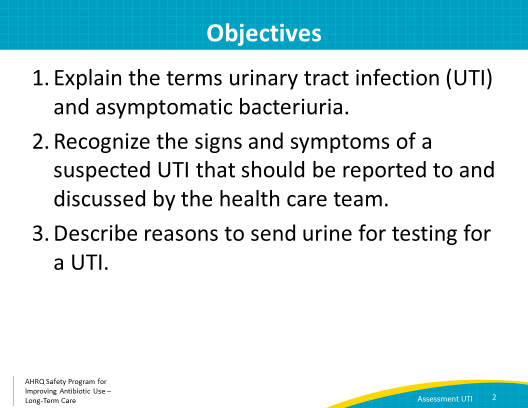 Objectives
1. Explain the terms urinary tract infection (UTI)
and asymptomatic bacteriuria.
2. Recognize the signs and symptoms of a
suspected UTI that should be reported to and
discussed by the health care team.
3. Describe reasons to send urine for testing for
a UTI.
AHRQ Safety Program for
Improving Antibiotic Use –
Long-Term Care
Assessment UTI 2